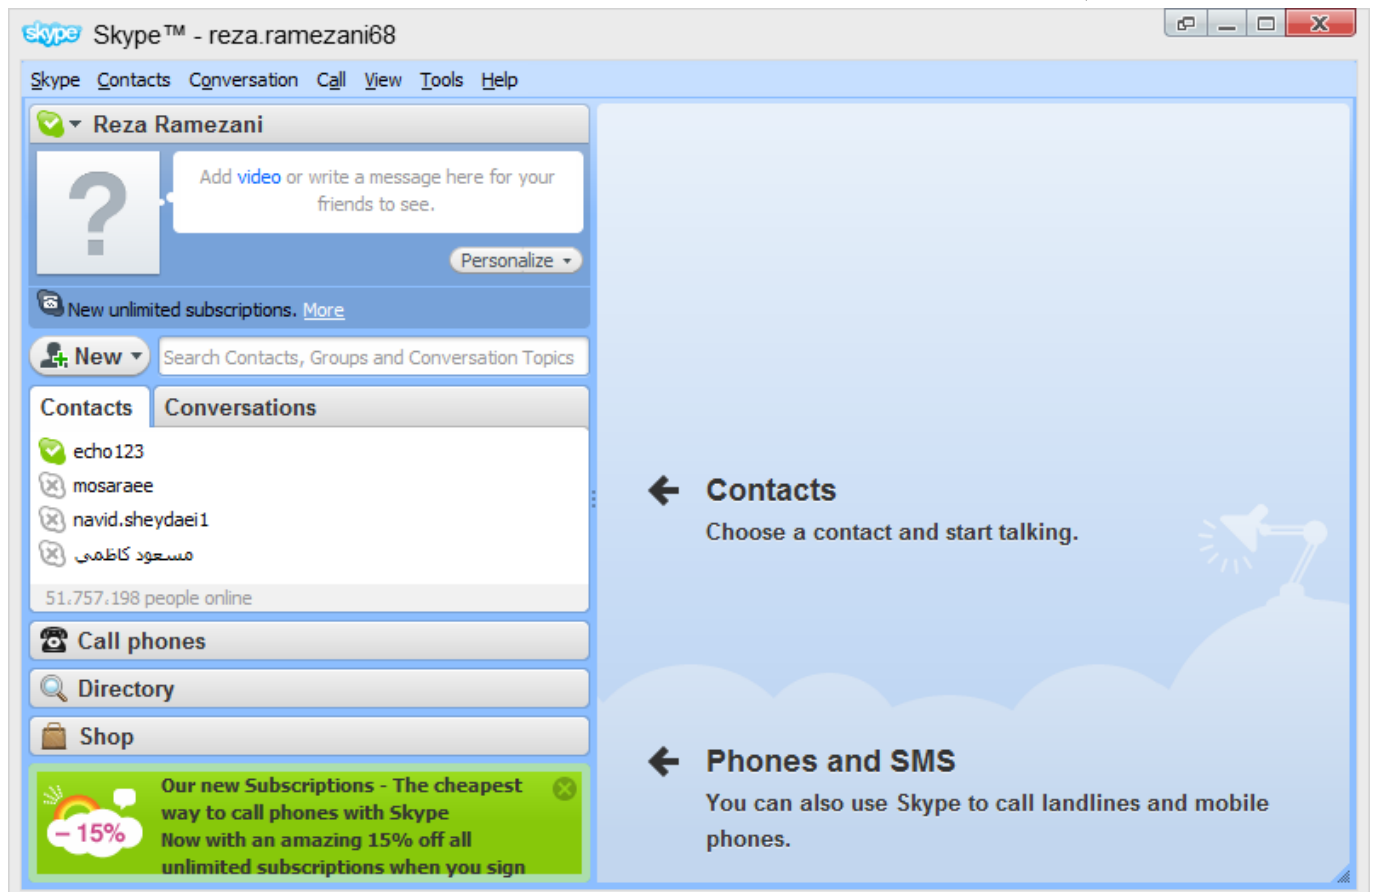 skype Skype™ - reza.ramezani68
Skype Contacts Conversation Call View Tools Help
Reza Ramezani
Add video or write a message here for your
friends to see.
Personalize
New unlimited subscriptions. More
New
Search Contacts, Groups and Conversation Topics
Contacts Conversations
echo123
mosaraee
navid.sheydaei1
مسعود کاظمی
51،757،198 people online
Call phones
Directory
Shop
- 15%
Our new Subscriptions - The cheapest
way to call phones with Skype
Now with an amazing 15% off all
unlimited subscriptions when you sign
Contacts
Choose a contact and start talking.
Phones and SMS
You can also use Skype to call landlines and mobile
phones.